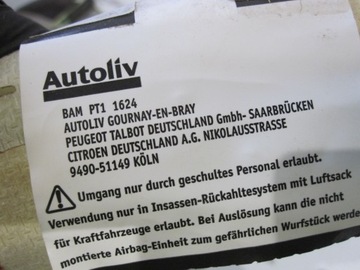 Autoliv
BAM PT1 1624
AUTOLIV GOURNAY-EN-BRAY
PEUGEOT TALBOT DEUTSCHLAND Gmbh- SAARBRÜCKEN
CITROEN DEUTSCHLAND A.G. NIKOLAUSSTRASSE
9490-51149 KÖLN
Umgang nur durch geschultes Personal erlaubt.
Verwendung nur in Insassen-Rückahltesystem mit Luftsack
für Kraftfahrzeuge erlaubt. Bei Auslösung kann die nicht
montierte Airbag-Einheit zum gefährlichen Wurfstück werden